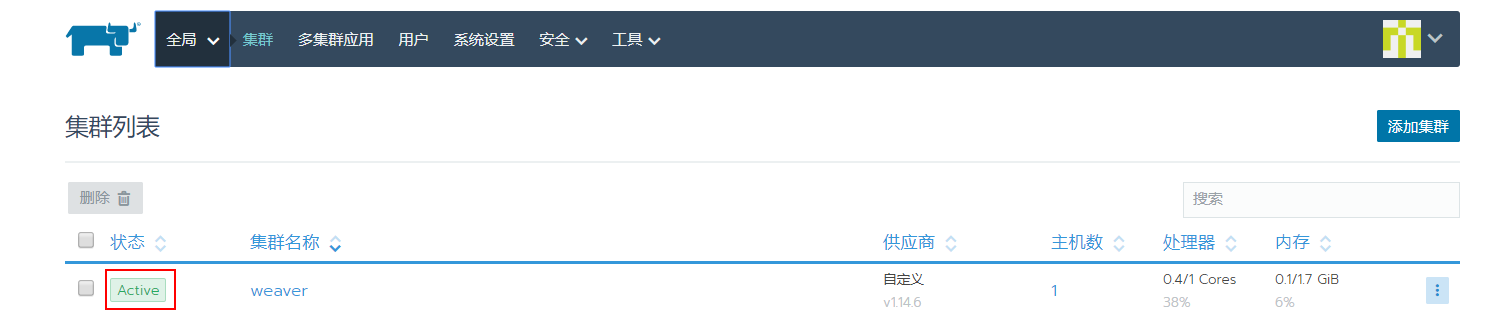 全局 集群 多集群应用 用户 系统设置 安全 工具
集群列表 添加集群
删除 搜索
状态 集群名称 供应商 主机数 处理器 内存
Active weaver 自定义 1 0.4/1 Cores 0.1/1.7 GiB
v1.14.6 38% 6%